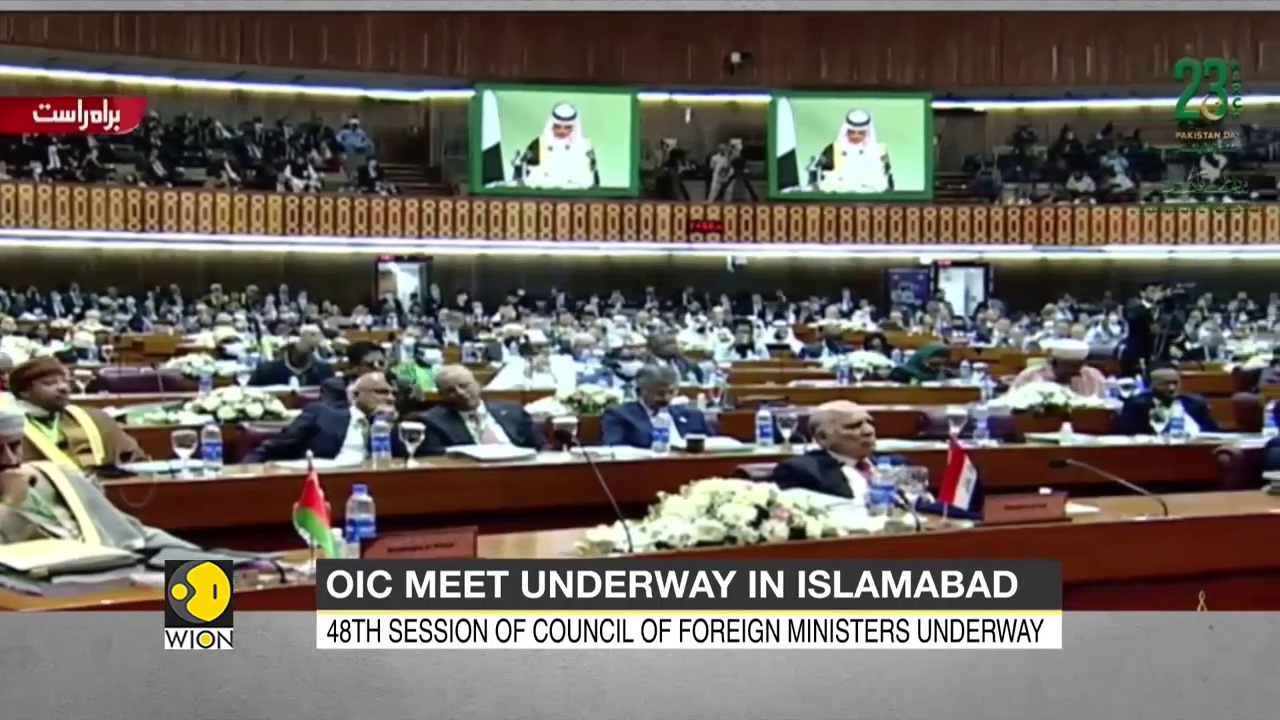 براہ راست
23
PAKISTAN DAY
WION
OIC MEET UNDERWAY IN ISLAMABAD
48TH SESSION OF COUNCIL OF FOREIGN MINISTERS UNDERWAY